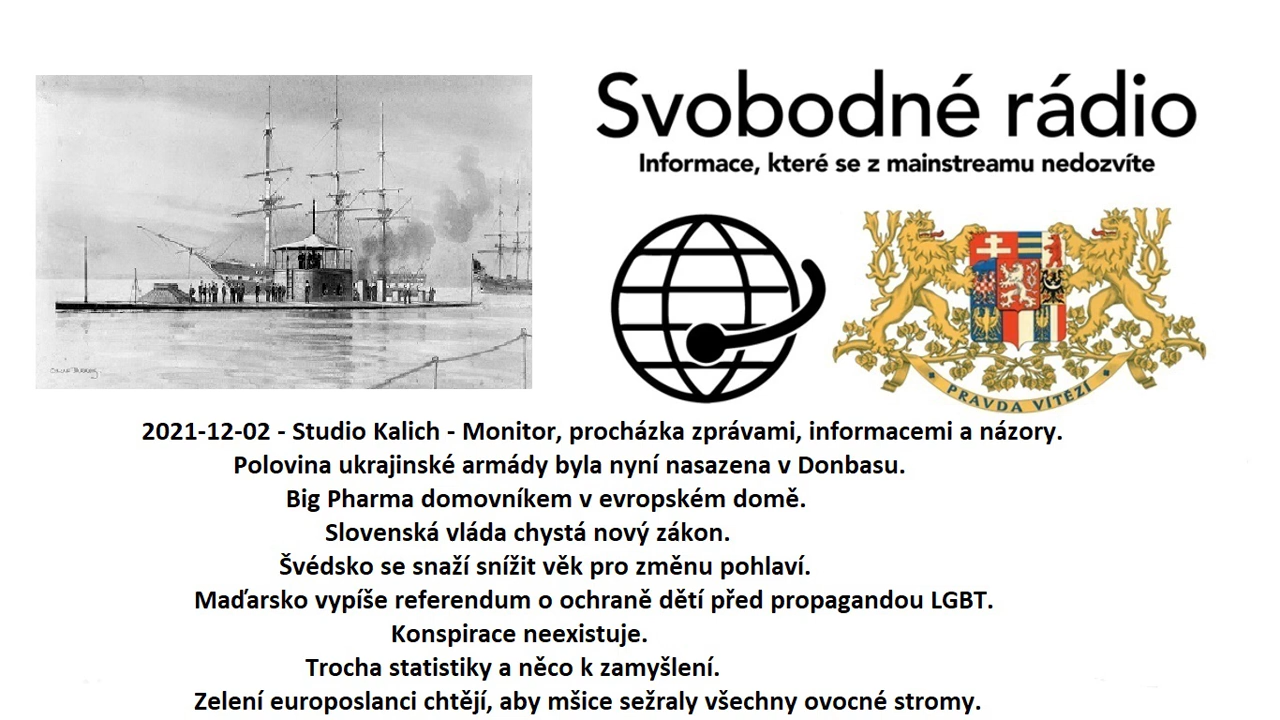 Svobodné rádio
Informace, které se z mainstreamu nedozvíte
PRAVDA VÍTĚZÍ
2021-12-02 - Studio Kalich - Monitor, procházka zprávami, informacemi a názory.
Polovina ukrajinské armády byla nyní nasazena v Donbasu.
Big Pharma domovníkem v evropském domě.
Slovenská vláda chystá nový zákon.
Švédsko se snaží snížit věk pro změnu pohlaví.
Maďarsko vypíše referendum o ochraně dětí před propagandou LGBT.
Konspirace neexistuje.
Trocha statistiky a něco k zamyšlení.
Zelení europoslanci chtějí, aby mšice sežraly všechny ovocné stromy.